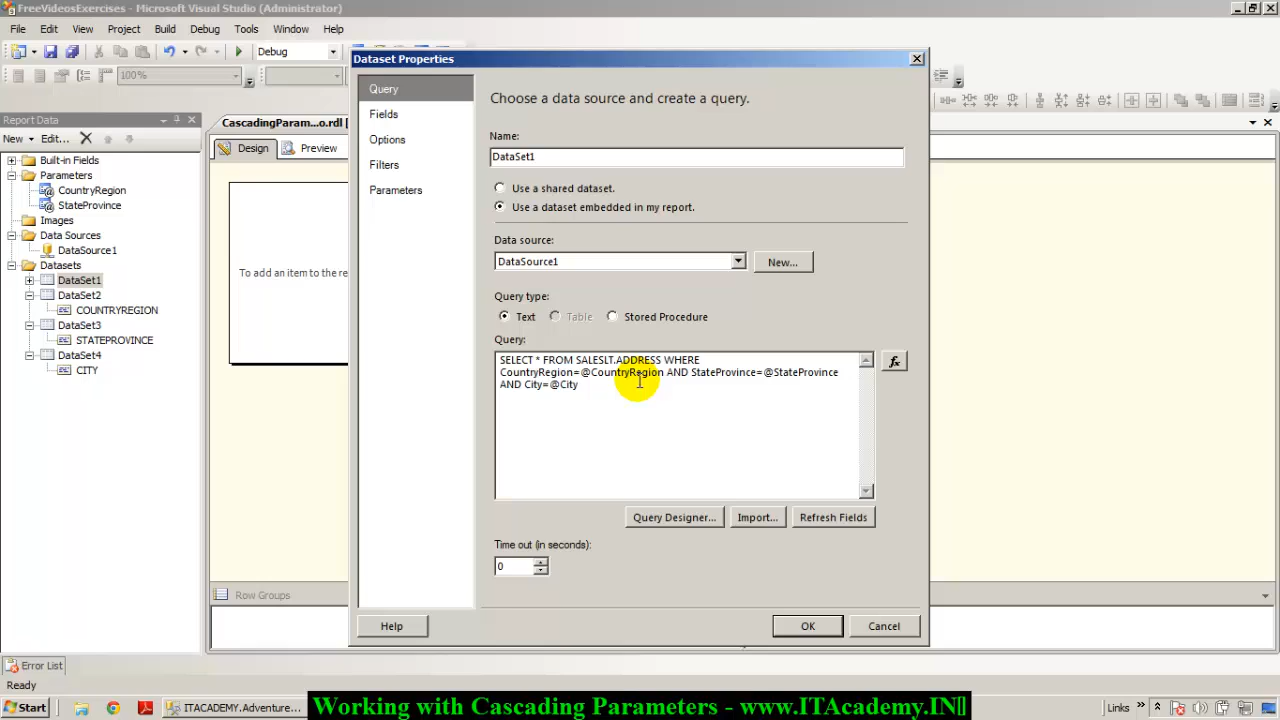 FreeVideosExercises - Microsoft Visual Studio (Administrator)
File Edit View Project Build Debug Tools Window Help
Debug
100%
Report Data
New Edit...
Built-in Fields
Parameters
CountryRegion
StateProvince
Images
Data Sources
DataSource1
Datasets
DataSet1
DataSet2
COUNTRYREGION
DataSet3
STATEPROVINCE
DataSet4
CITY
CascadingParam...o.rdl [
Design Preview
To add an item to the re
Row Groups
Dataset Properties
Query
Fields
Options
Filters
Parameters
Choose a data source and create a query.
Name:
DataSet1
Use a shared dataset.
Use a dataset embedded in my report.
Data source:
DataSource1 New...
Query type:
Text Table Stored Procedure
Query:
SELECT * FROM SALESLT.ADDRESS WHERE
CountryRegion=@CountryRegion AND StateProvince=@StateProvince
AND City=@City
fx
Query Designer... Import... Refresh Fields
Time out (in seconds):
0
Help OK Cancel
Error List
Ready
Start ITACADEMY.Adventure... Links
Working with Cascading Parameters - www.ITAcademy.IN